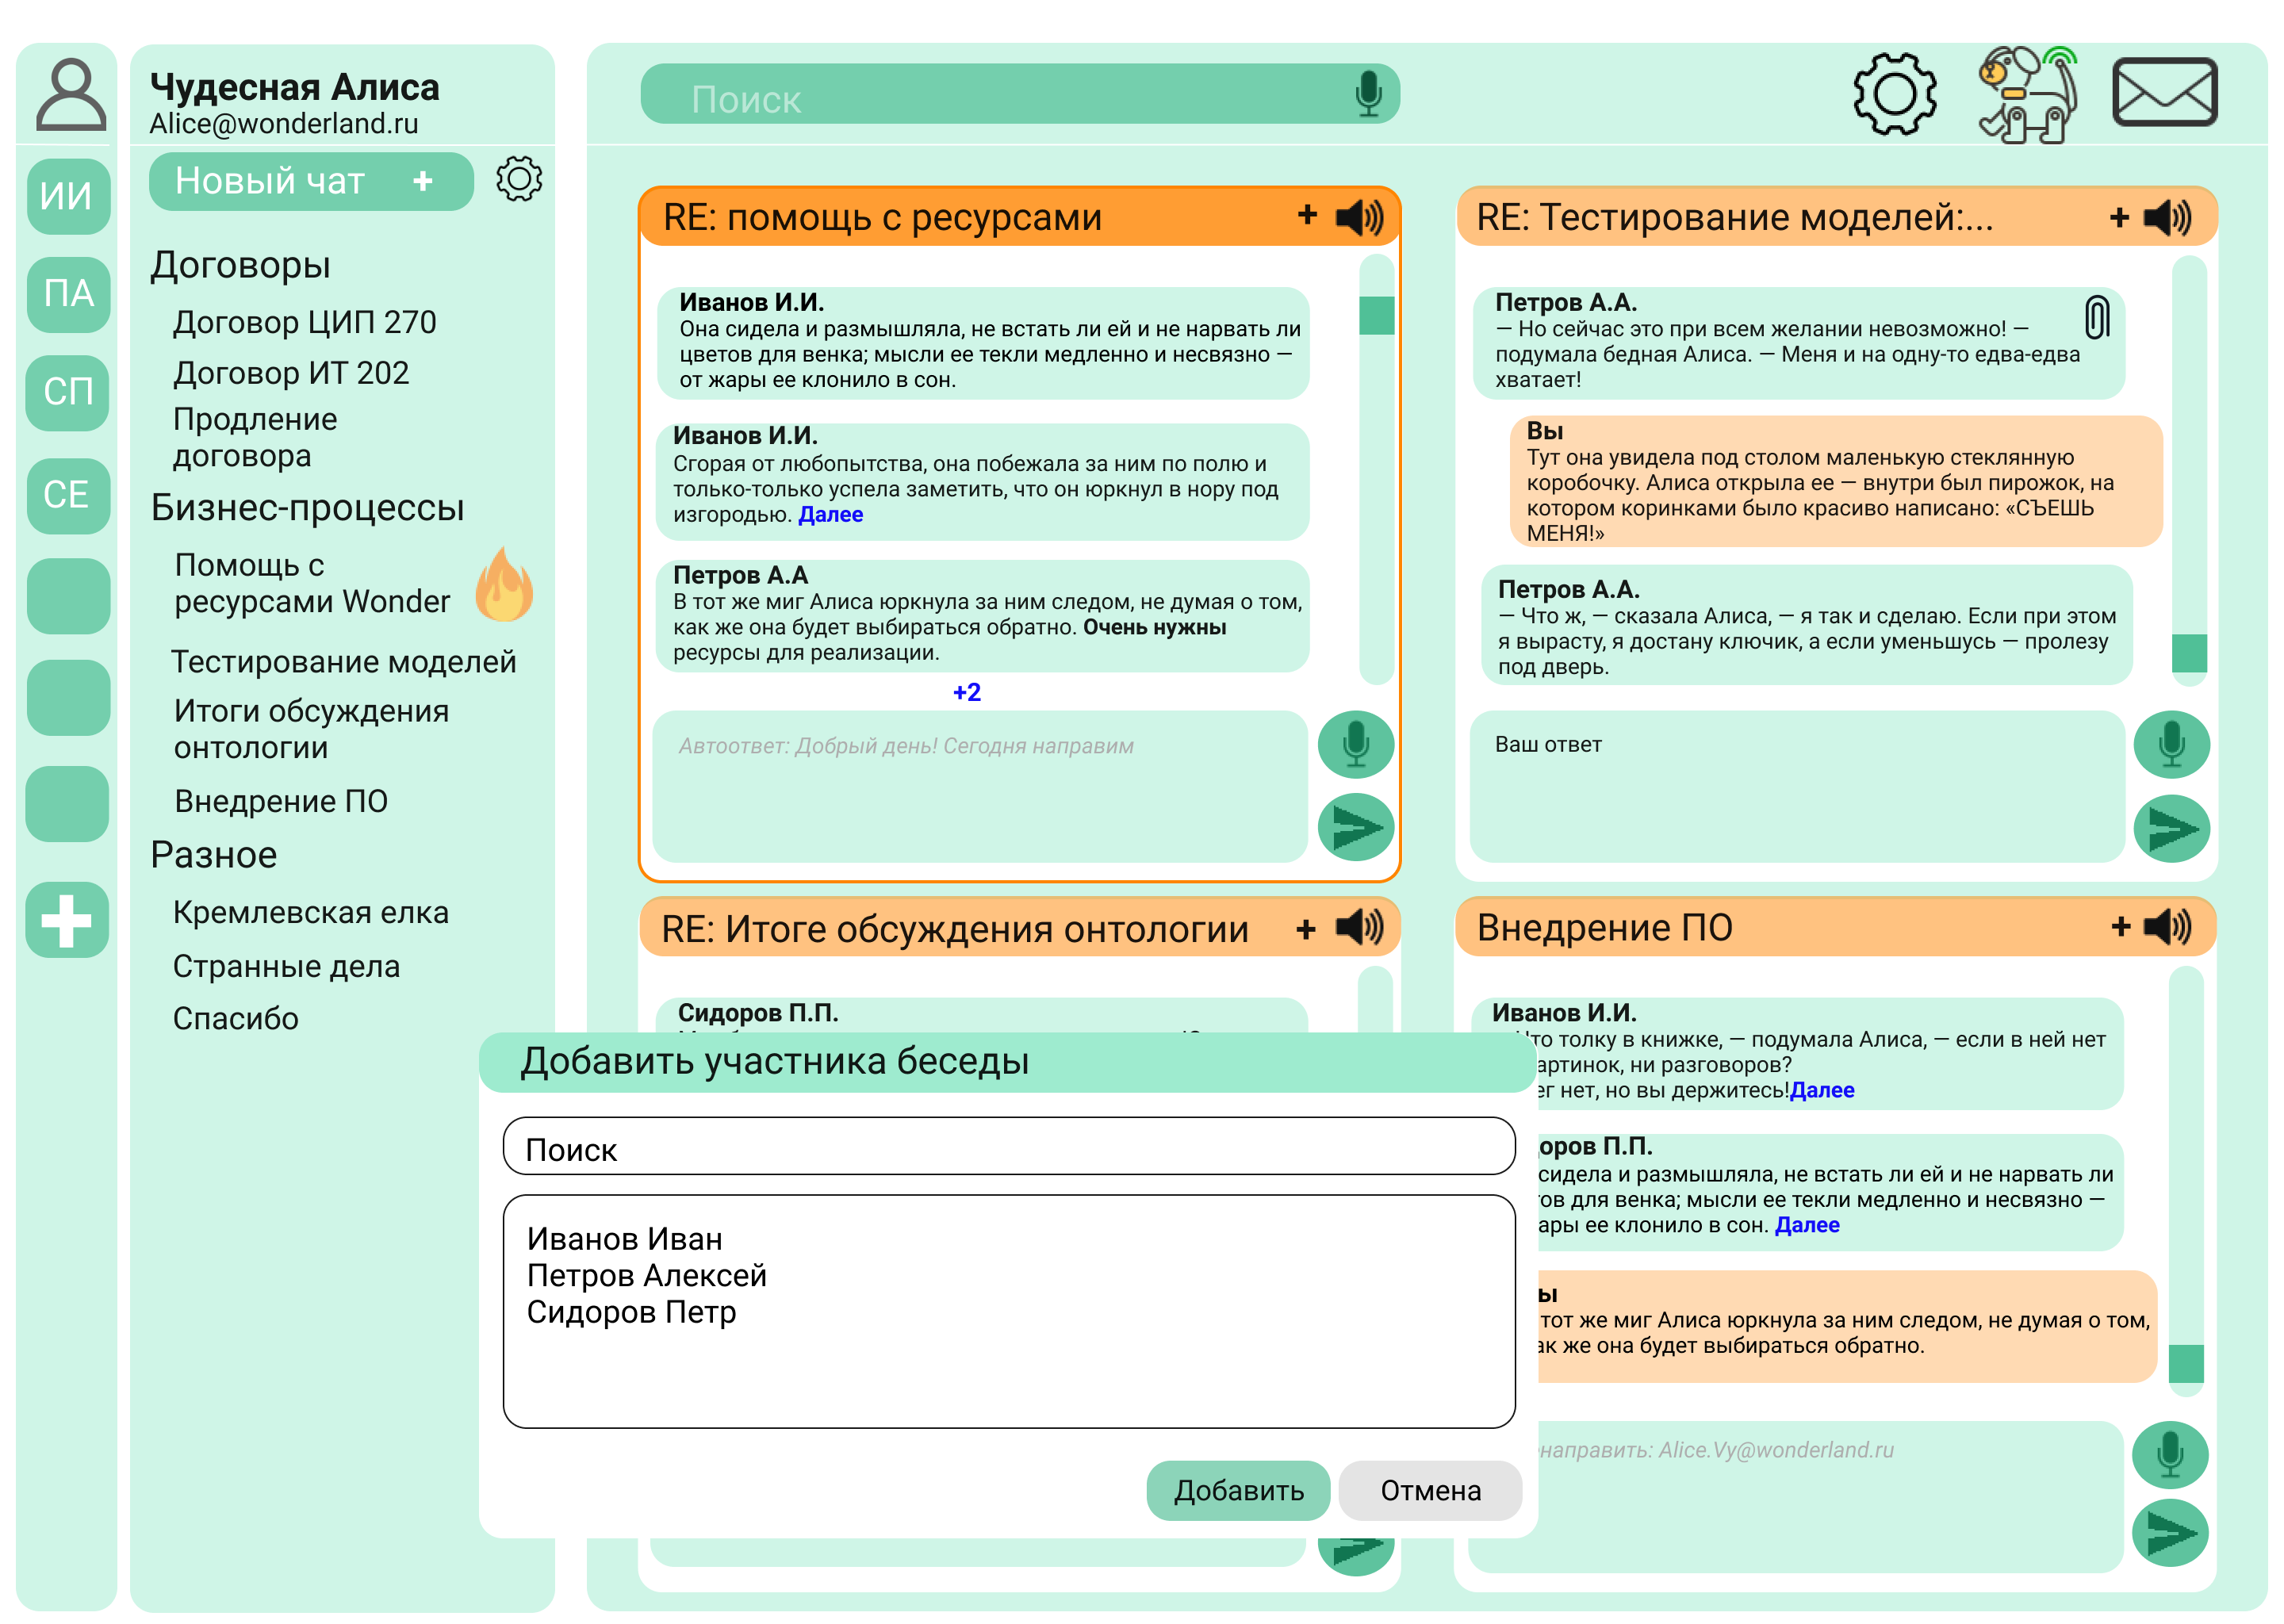 Чудесная Алиса
Alice@wonderland.ru
Поиск
ИИ
ПА
СП
СЕ
Новый чат +
Договоры
Договор ЦИП 270
Договор ИТ 202
Продление
договора
Бизнес-процессы
Помощь с
ресурсами Wonder
Тестирование моделей
Итоги обсуждения
онтологии
Внедрение ПО
Разное
Кремлевская елка
Странные дела
Спасибо
RE: помощь с ресурсами +
Иванов И.И.
Она сидела и размышляла, не встать ли ей и не нарвать ли
цветов для венка; мысли ее текли медленно и несвязно —
от жары ее клонило в сон.
Иванов И.И.
Сгорая от любопытства, она побежала за ним по полю и
только-только успела заметить, что он юркнул в нору под
изгородью. Далее
Петров А.А
В тот же миг Алиса юркнула за ним следом, не думая о том,
как же она будет выбираться обратно. Очень нужны
ресурсы для реализации.
+2
Автоответ: Добрый день! Сегодня направим
RE: Тестирование моделей:... +
Петров А.А.
— Но сейчас это при всем желании невозможно! —
подумала бедная Алиса. — Меня и на одну-то едва-едва
хватает!
Вы
Тут она увидела под столом маленькую стеклянную
коробочку. Алиса открыла ее — внутри был пирожок, на
котором коринками было красиво написано: «СЪЕШЬ
МЕНЯ!»
Петров А.А.
— Что ж, — сказала Алиса, — я так и сделаю. Если при этом
я вырасту, я достану ключик, а если уменьшусь — пролезу
под дверь.
Ваш ответ
RE: Итоге обсуждения онтологии +
Сидоров П.П.
Внедрение ПО +
Иванов И.И.
то толку в книжке, — подумала Алиса, — если в ней нет
артинок, ни разговоров?
ег нет, но вы держитесь!Далее
оров П.П.
сидела и размышляла, не встать ли ей и не нарвать ли
ов для венка; мысли ее текли медленно и несвязно —
ары ее клонило в сон. Далее
ы
тот же миг Алиса юркнула за ним следом, не думая о том,
ак же она будет выбираться обратно.
направить: Alice.Vy@wonderland.ru
Добавить участника беседы
Поиск
Иванов Иван
Петров Алексей
Сидоров Петр
Добавить
Отмена